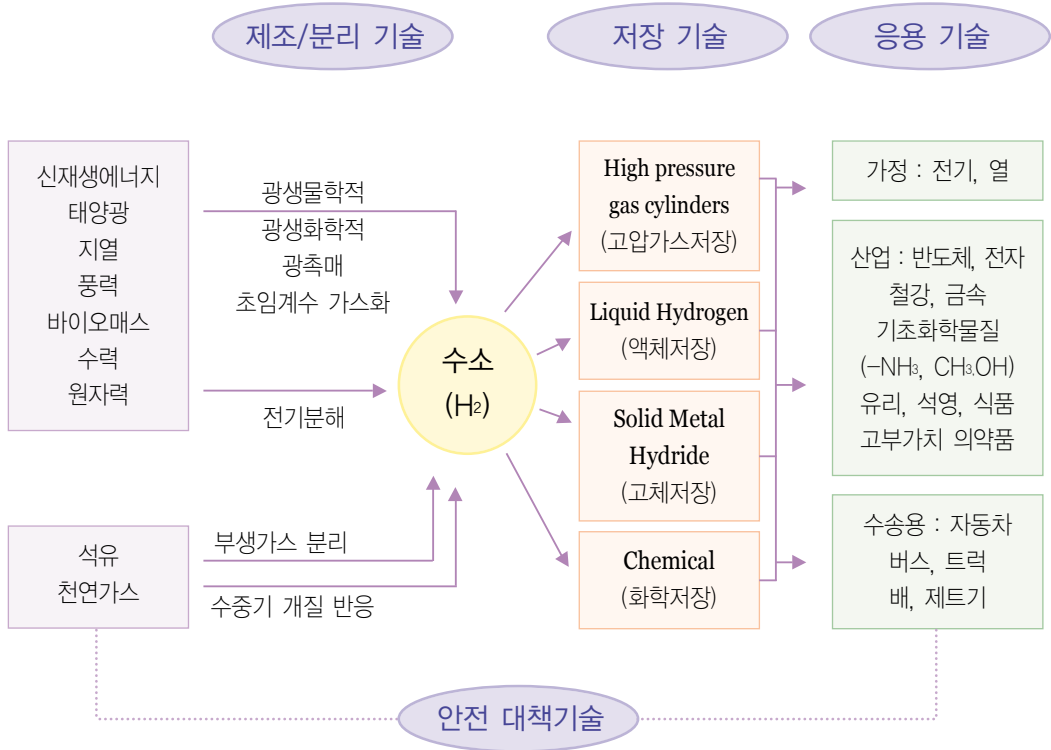 제조/분리 기술
저장 기술
응용 기술
신재생에너지
태양광
지열
풍력
바이오매스
수력
원자력
석유
천연가스
광생물학적
광생화학적
광촉매
초임계수 가스화
전기분해
부생가스 분리
수중기 개질 반응
수소
(H₂)
High pressure
gas cylinders
(고압가스저장)
Liquid Hydrogen
(액체저장)
Solid Metal
Hydride
(고체저장)
Chemical
(화학저장)
가정 : 전기, 열
산업 : 반도체, 전자
철강, 금속
기초화학물질
(-NH₃, CH₃.OH)
유리, 석영, 식품
고부가치 의약품
수송용 : 자동차
버스, 트럭
배, 제트기
안전 대책기술